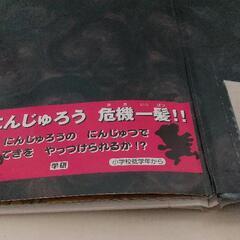 にんじゅろう 危機一髪!!
にんじゅろうの にんじゅつで
てきを やっつけられるか!?
学研
小学校低学年から